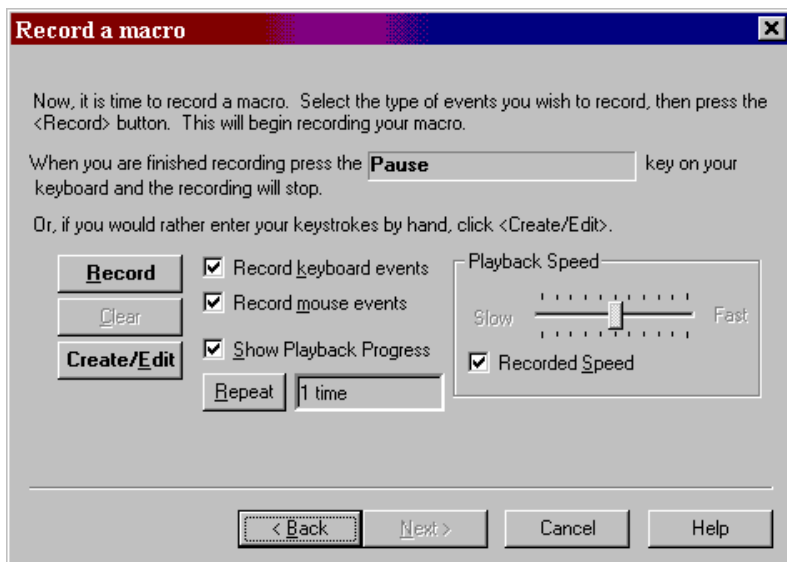 Record a macro
Now, it is time to record a macro. Select the type of events you wish to record, then press the
<Record> button. This will begin recording your macro.
When you are finished recording press the Pause key on your
keyboard and the recording will stop.
Or, if you would rather enter your keystrokes by hand, click <Create/Edit>.
Record
Clear
Create/Edit
Record keyboard events
Record mouse events
Show Playback Progress
Repeat 1 time
Playback Speed
Slow Fast
Recorded Speed
< Back Next > Cancel Help